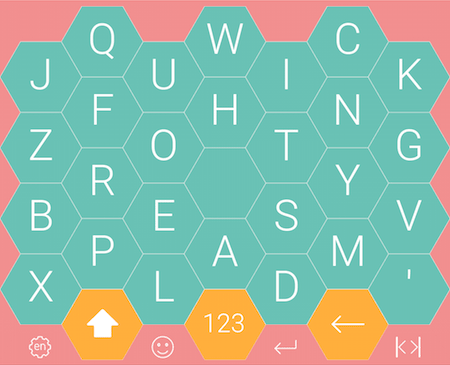 Q W C
J U I K
F H N
Z O T G
R Y
B E S V
P A M
X L D '
123
en